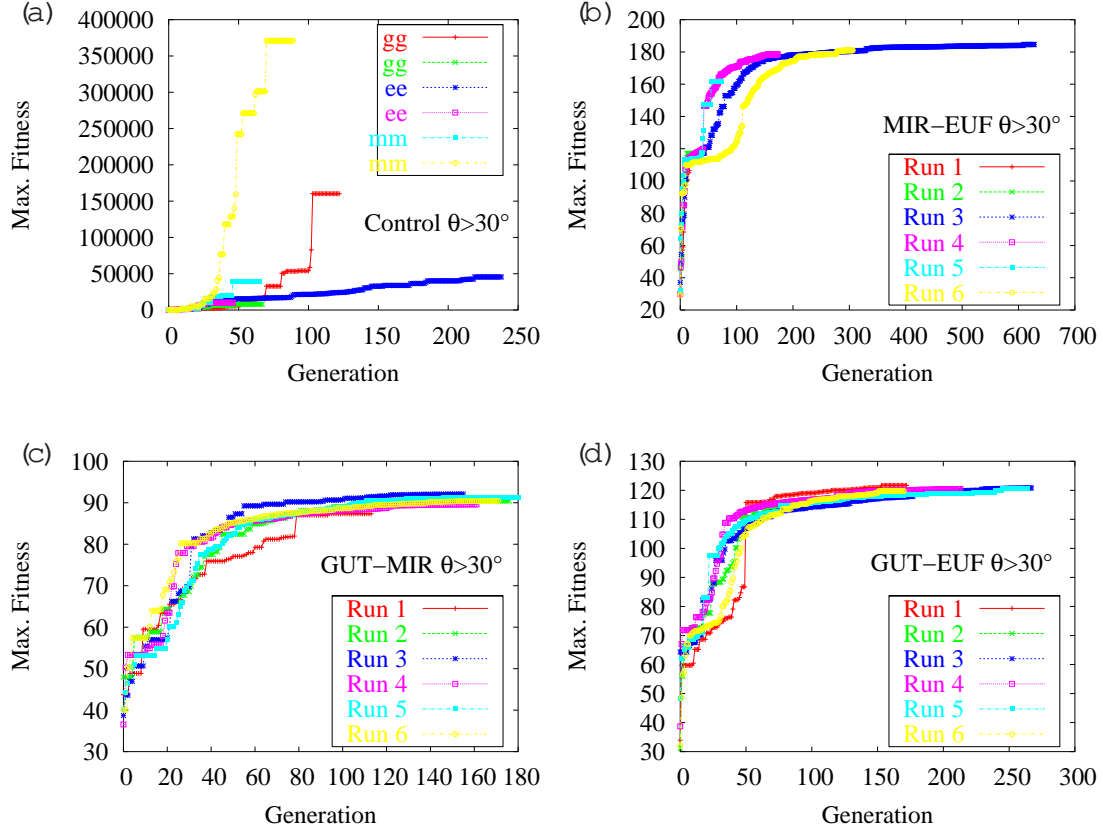 (a)
400000
350000
300000
250000
200000
150000
100000
50000
0
Max. Fitness
gg
gg
ee
ee
mm
mm
Control θ>30°
0 50 100 150 200 250
Generation
(b)
200
180
160
140
120
100
80
60
40
20
Max. Fitness
MIR−EUF θ>30°
Run 1
Run 2
Run 3
Run 4
Run 5
Run 6
0 100 200 300 400 500 600 700
Generation
(c)
100
90
80
70
60
50
40
30
Max. Fitness
GUT−MIR θ>30°
Run 1
Run 2
Run 3
Run 4
Run 5
Run 6
0 20 40 60 80 100 120 140 160 180
Generation
(d)
130
120
110
100
90
80
70
60
50
40
30
Max. Fitness
GUT−EUF θ>30°
Run 1
Run 2
Run 3
Run 4
Run 5
Run 6
0 50 100 150 200 250 300
Generation